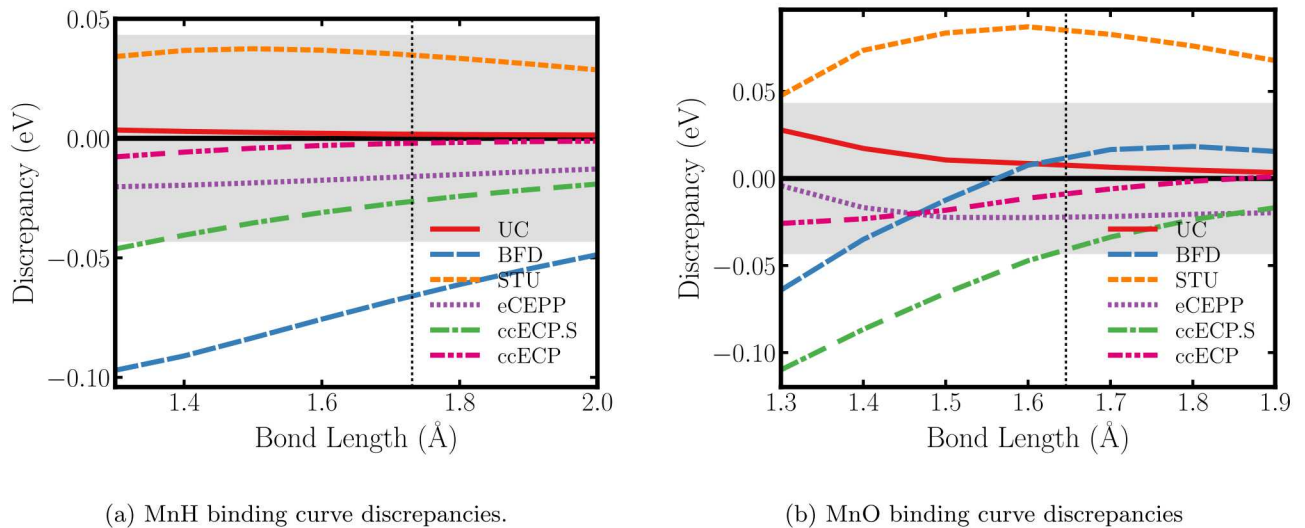 0.05
0.00
−0.05
−0.10
Discrepancy (eV)
UC
BFD
STU
eCEPP
ccECP.S
ccECP
1.4
1.6
1.8
2.0
Bond Length (Å)
(a) MnH binding curve discrepancies.
0.05
0.00
−0.05
−0.10
Discrepancy (eV)
UC
BFD
STU
eCEPP
ccECP.S
ccECP
1.3
1.4
1.5
1.6
1.7
1.8
1.9
Bond Length (Å)
(b) MnO binding curve discrepancies